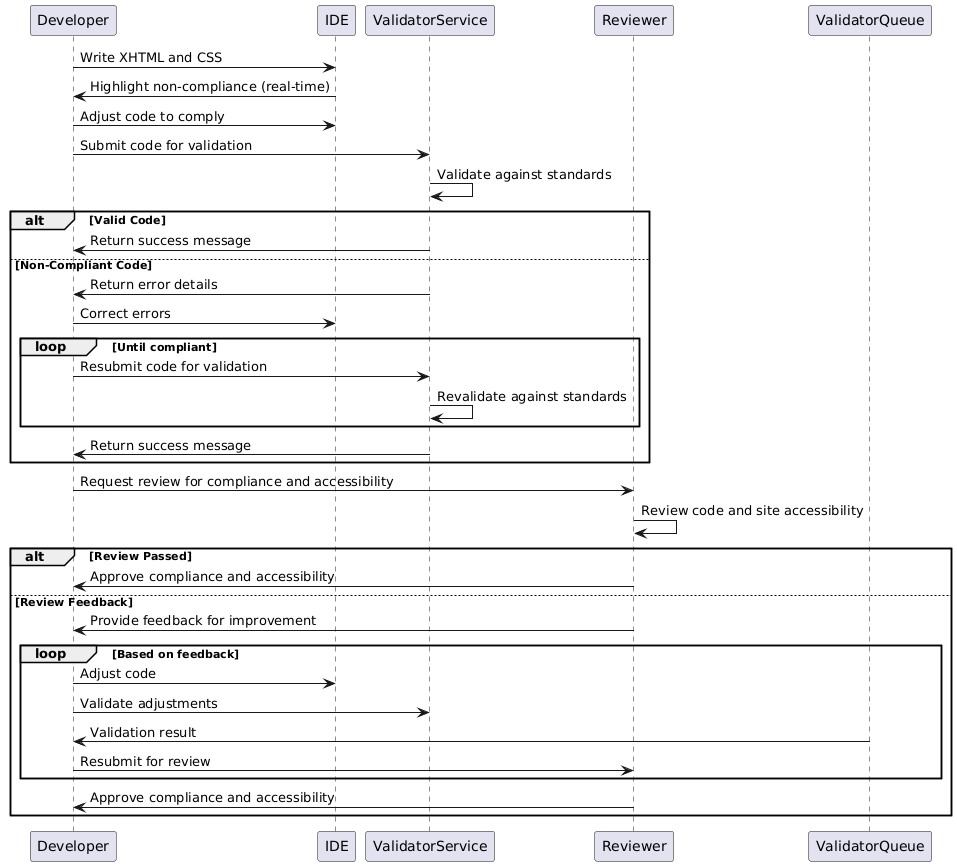 Developer IDE ValidatorService Reviewer ValidatorQueue
Write XHTML and CSS
Highlight non-compliance (real-time)
Adjust code to comply
Submit code for validation
Validate against standards
alt [Valid Code]
Return success message
[Non-Compliant Code]
Return error details
Correct errors
loop [Until compliant]
Resubmit code for validation
Revalidate against standards
Return success message
Request review for compliance and accessibility
Review code and site accessibility
alt [Review Passed]
Approve compliance and accessibility
[Review Feedback]
Provide feedback for improvement
loop [Based on feedback]
Adjust code
Validate adjustments
Validation result
Resubmit for review
Approve compliance and accessibility
Developer IDE ValidatorService Reviewer ValidatorQueue